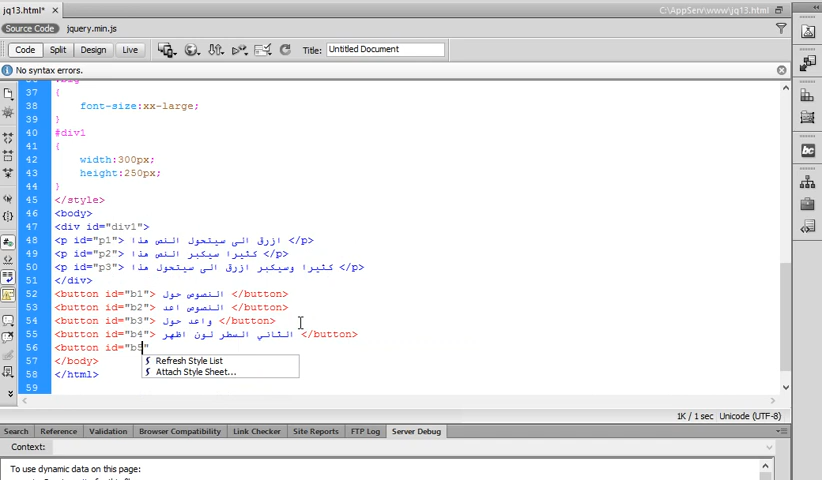 jq13.html*
C:\AppServ\www\jq13.html
Source Code
jquery.min.js
Code Split Design Live
Title: Untitled Document
No syntax errors.
37 {
38 font-size:xx-large;
39 }
40 #div1
41 {
42 width:300px;
43 height:250px;
44 }
45 </style>
46 <body>
47 <div id="div1">
48 <p id="p1"> هذا النص سيتحول الى ازرق </p>
49 <p id="p2"> هذا النص سيكبر كثيرا </p>
50 <p id="p3"> هذا سيتحول الى ازرق وسيكبر كثيرا </p>
51 </div>
52 <button id="b1"> حول النصوص </button>
53 <button id="b2"> اعد النصوص </button>
54 <button id="b3"> حول واعد </button>
55 <button id="b4"> اظهر لون السطر الثاني </button>
56 <button id="b5"
57 </body>
58 </html>
59
Refresh Style List
Attach Style Sheet...
1K / 1 sec Unicode (UTF-8)
Search Reference Validation Browser Compatibility Link Checker Site Reports FTP Log Server Debug
Context:
To use dynamic data on this page: